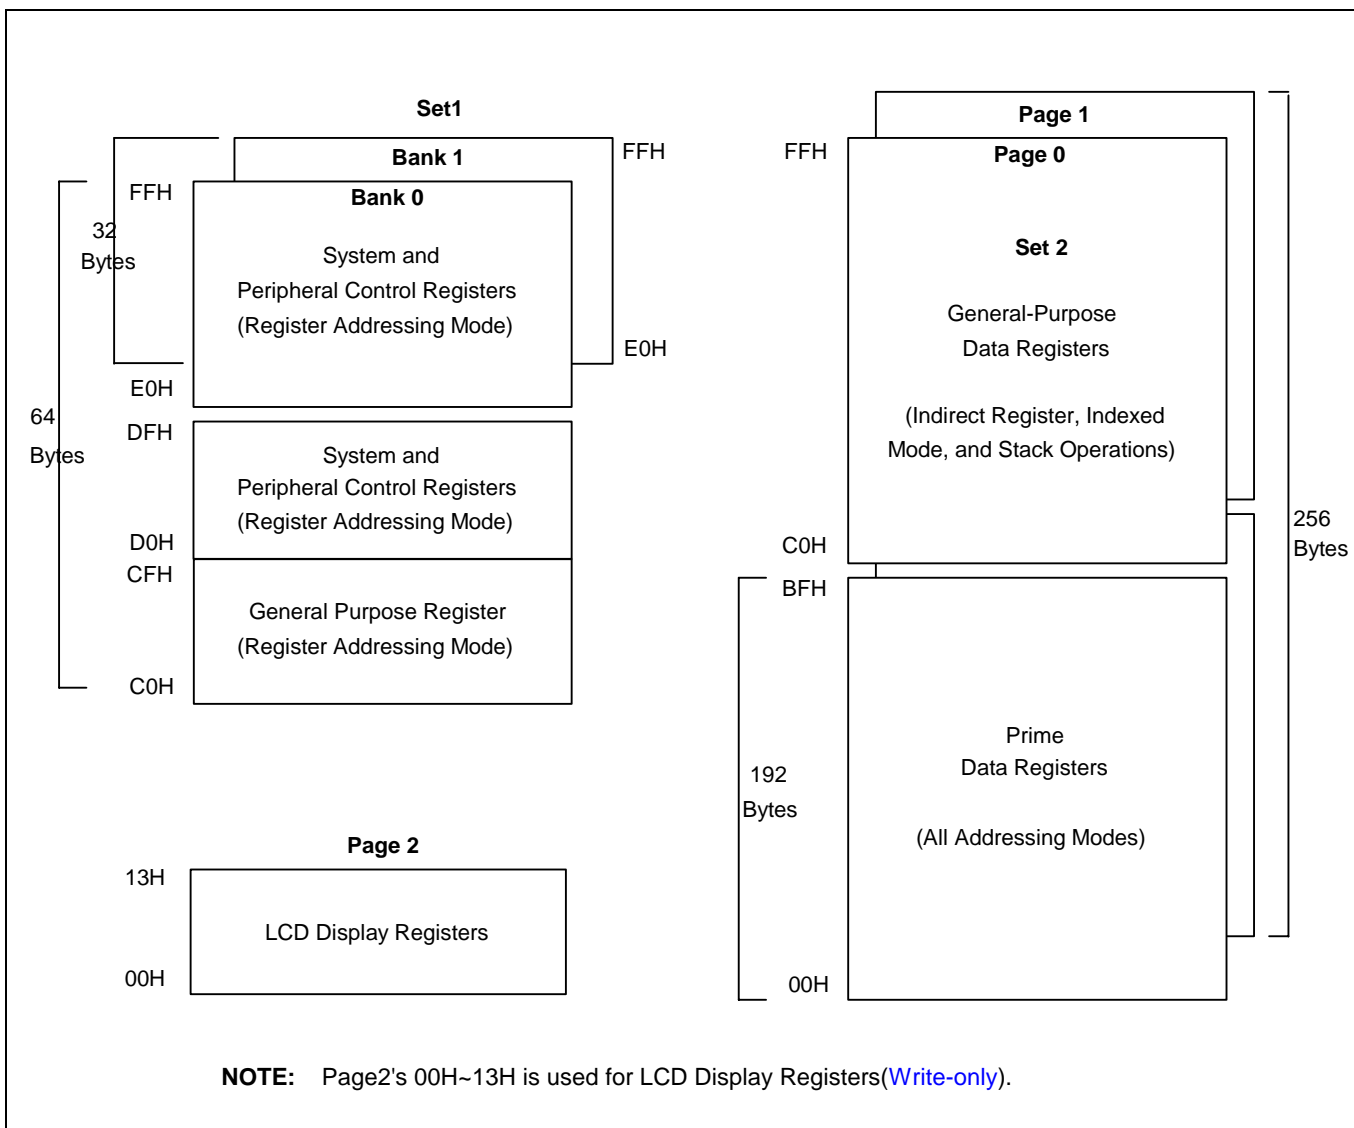 Set1
Bank 1
Bank 0
FFH
FFH
32
Bytes
System and
Peripheral Control Registers
(Register Addressing Mode)
E0H
E0H
64
Bytes
DFH
System and
Peripheral Control Registers
(Register Addressing Mode)
D0H
CFH
General Purpose Register
(Register Addressing Mode)
C0H
Page 2
13H
LCD Display Registers
00H
Page 1
FFH
Page 0
Set 2
General-Purpose
Data Registers
(Indirect Register, Indexed
Mode, and Stack Operations)
C0H
256
Bytes
BFH
192
Bytes
Prime
Data Registers
(All Addressing Modes)
00H
NOTE: Page2's 00H~13H is used for LCD Display Registers(Write-only).